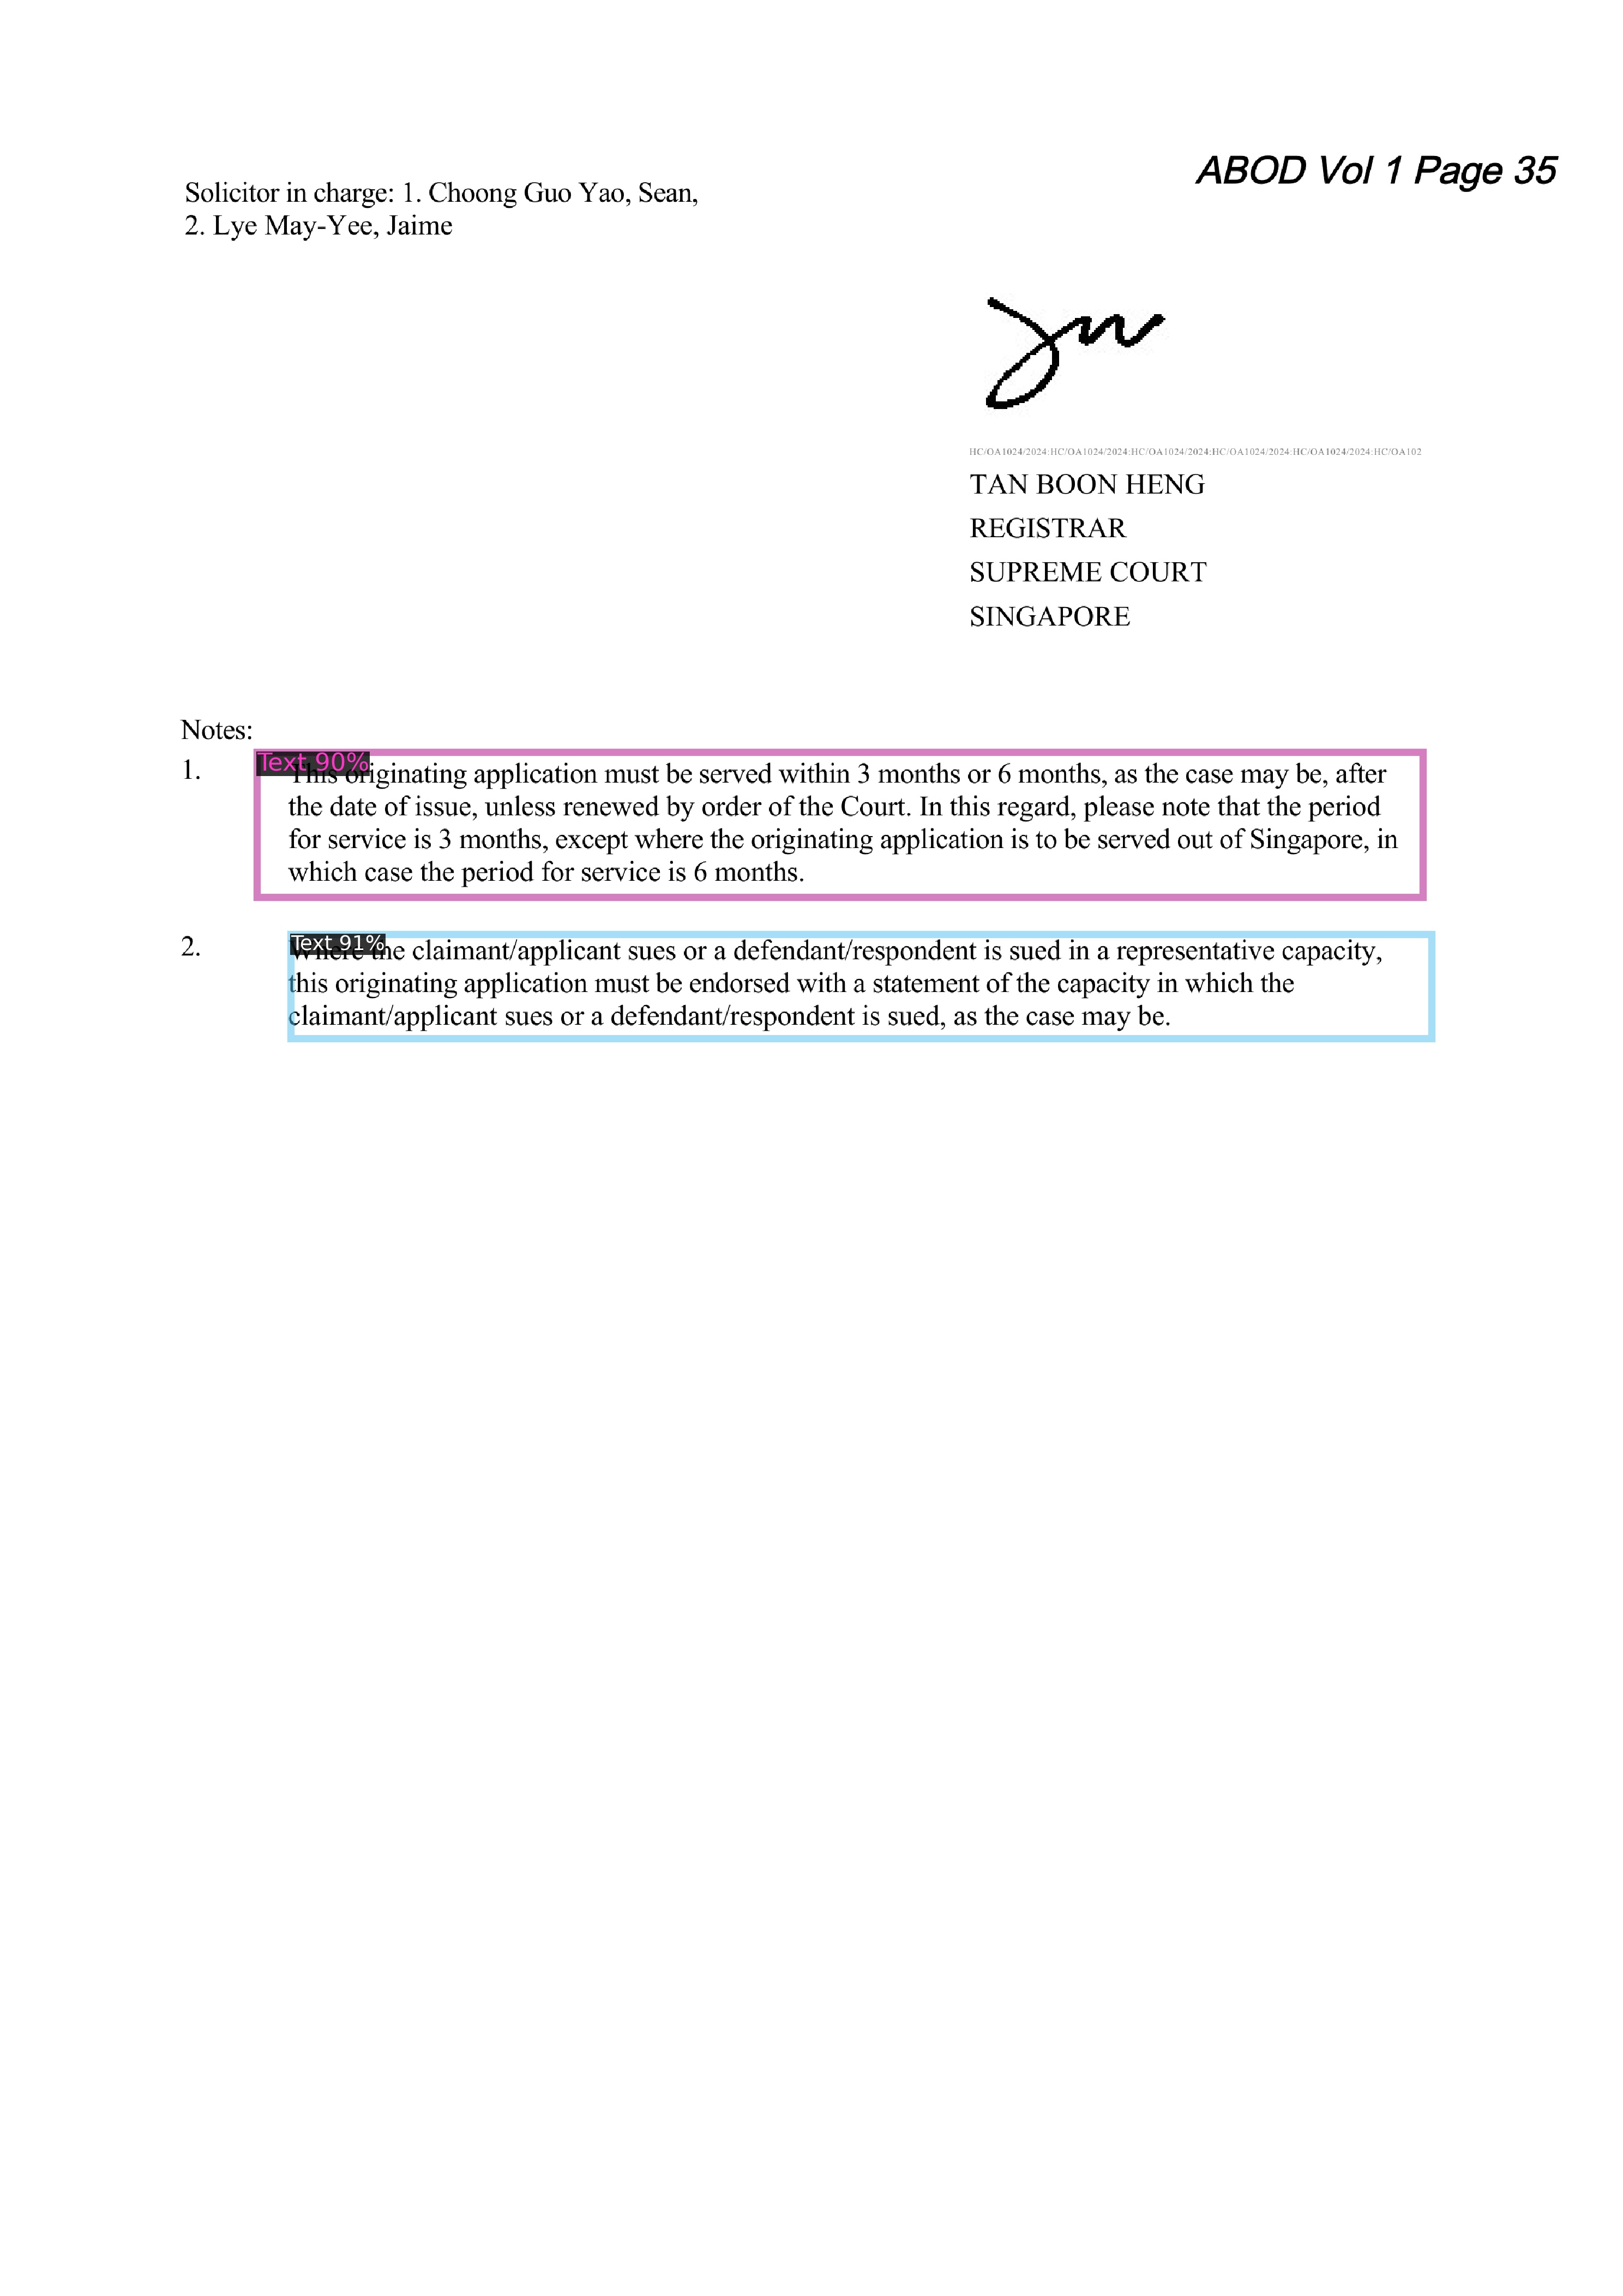 ABOD Vol 1 Page 35
Solicitor in charge: 1. Choong Guo Yao, Sean,
2. Lye May-Yee, Jaime
HC/OA1024/2024:HC/OA1024/2024:HC/OA1024/2024:HC/OA1024/2024:HC/OA1024/2024:HC/OA102
TAN BOON HENG
REGISTRAR
SUPREME COURT
SINGAPORE
Notes:
Text 90%
1. This originating application must be served within 3 months or 6 months, as the case may be, after
the date of issue, unless renewed by order of the Court. In this regard, please note that the period
for service is 3 months, except where the originating application is to be served out of Singapore, in
which case the period for service is 6 months.
Text 91%
2. Where the claimant/applicant sues or a defendant/respondent is sued in a representative capacity,
this originating application must be endorsed with a statement of the capacity in which the
claimant/applicant sues or a defendant/respondent is sued, as the case may be.